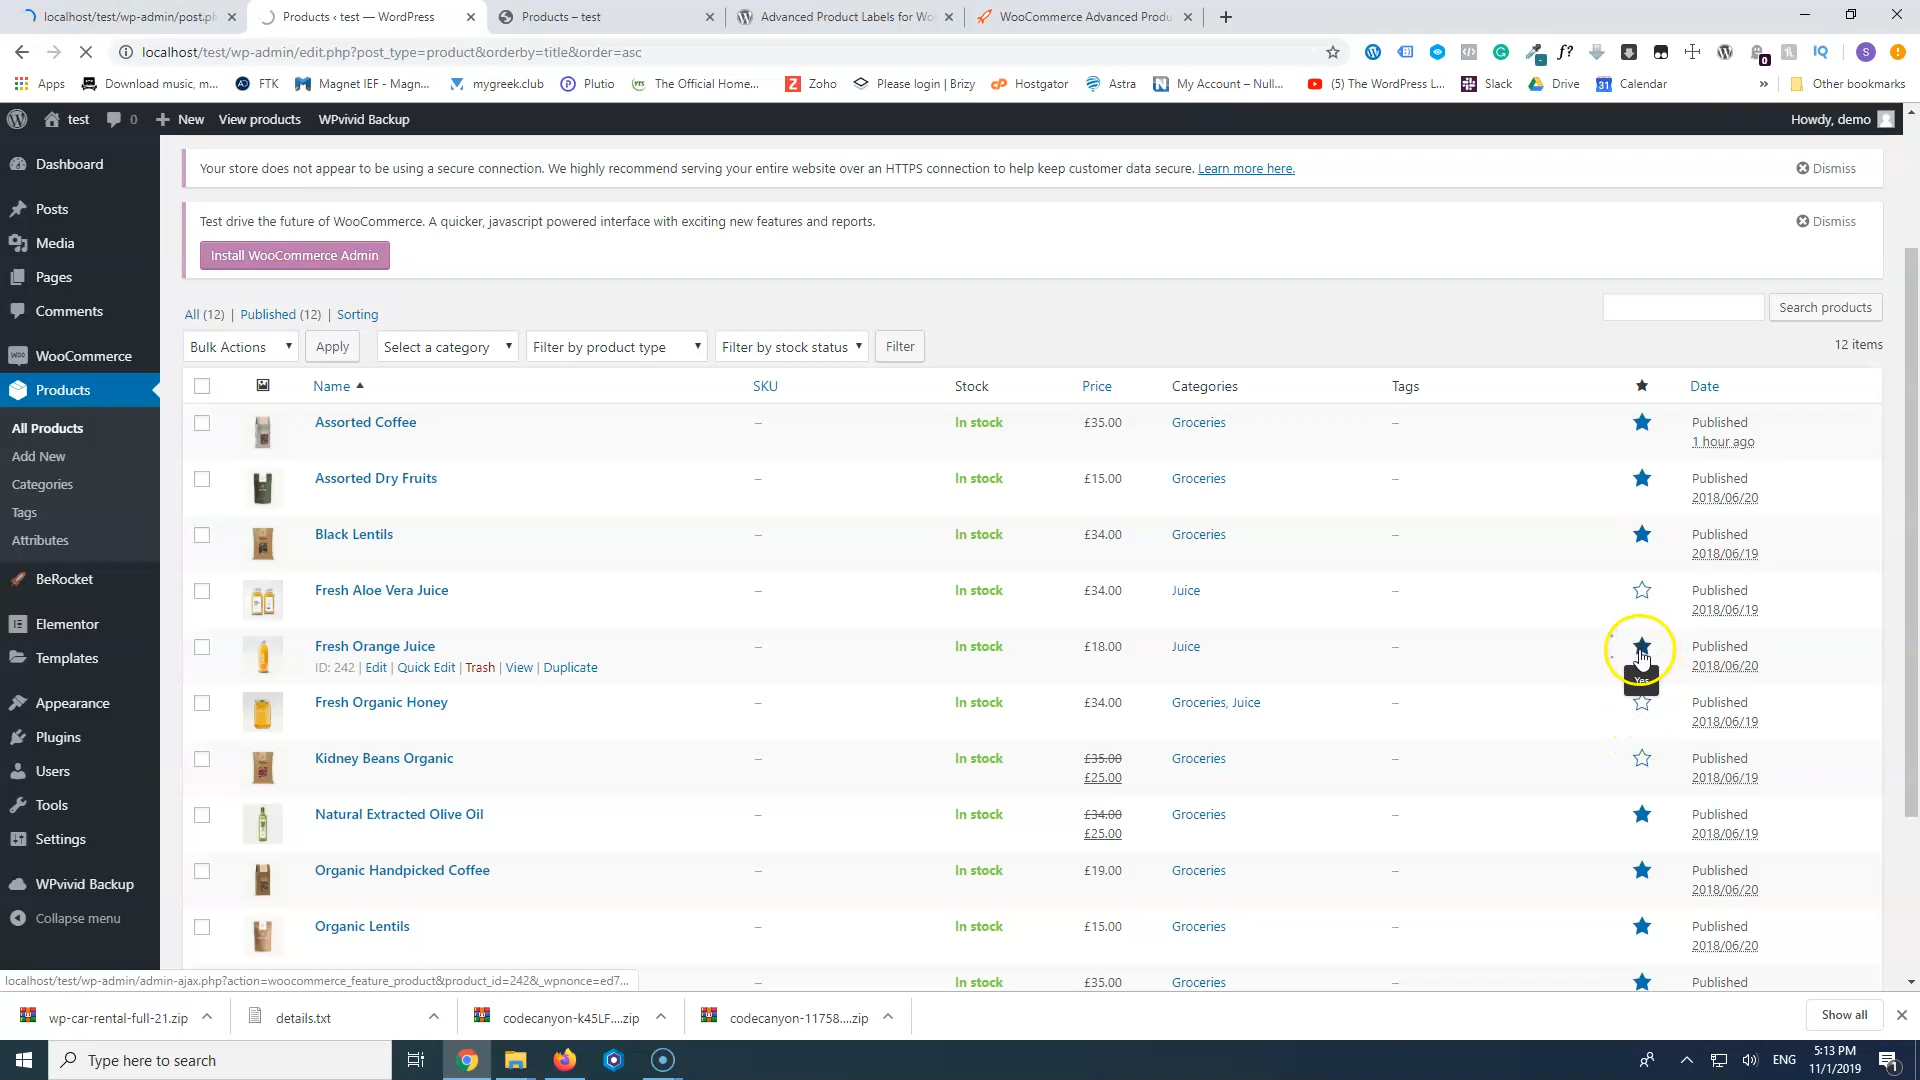 localhost/test/wp-admin/post.ph
Products ‹ test — WordPress
Products – test
Advanced Product Labels for Wo
WooCommerce Advanced Produ
localhost/test/wp-admin/edit.php?post_type=product&orderby=title&order=asc
Apps
Download music, m...
FTK
Magnet IEF - Magn...
mygreek.club
Plutio
The Official Home...
Zoho
Please login | Brizy
Hostgator
Astra
My Account – Null...
(5) The WordPress L...
Slack
Drive
Calendar
Other bookmarks
test
0
New
View products
WPvivid Backup
Howdy, demo
Dashboard
Posts
Media
Pages
Comments
WooCommerce
Products
All Products
Add New
Categories
Tags
Attributes
BeRocket
Elementor
Templates
Appearance
Plugins
Users
Tools
Settings
WPvivid Backup
Collapse menu
Your store does not appear to be using a secure connection. We highly recommend serving your entire website over an HTTPS connection to help keep customer data secure. Learn more here.
Dismiss
Test drive the future of WooCommerce. A quicker, javascript powered interface with exciting new features and reports.
Dismiss
Install WooCommerce Admin
All (12) | Published (12) | Sorting
Search products
Bulk Actions
Apply
Select a category
Filter by product type
Filter by stock status
Filter
12 items
Name SKU Stock Price Categories Tags Date
Assorted Coffee – In stock £35.00 Groceries – Published
1 hour ago
Assorted Dry Fruits – In stock £15.00 Groceries – Published
2018/06/20
Black Lentils – In stock £34.00 Groceries – Published
2018/06/19
Fresh Aloe Vera Juice – In stock £34.00 Juice – Published
2018/06/19
Fresh Orange Juice – In stock £18.00 Juice – Published
ID: 242 | Edit | Quick Edit | Trash | View | Duplicate
2018/06/20
Yes
Fresh Organic Honey – In stock £34.00 Groceries, Juice – Published
2018/06/19
Kidney Beans Organic – In stock £35.00 Groceries – Published
£25.00 2018/06/19
Natural Extracted Olive Oil – In stock £34.00 Groceries – Published
£25.00 2018/06/19
Organic Handpicked Coffee – In stock £19.00 Groceries – Published
2018/06/20
Organic Lentils – In stock £15.00 Groceries – Published
2018/06/20
– In stock £35.00 Groceries – Published
localhost/test/wp-admin/admin-ajax.php?action=woocommerce_feature_product&product_id=242&_wpnonce=ed7...
wp-car-rental-full-21.zip
details.txt
codecanyon-k45LF....zip
codecanyon-11758....zip
Show all
Type here to search
ENG
5:13 PM
11/1/2019
1